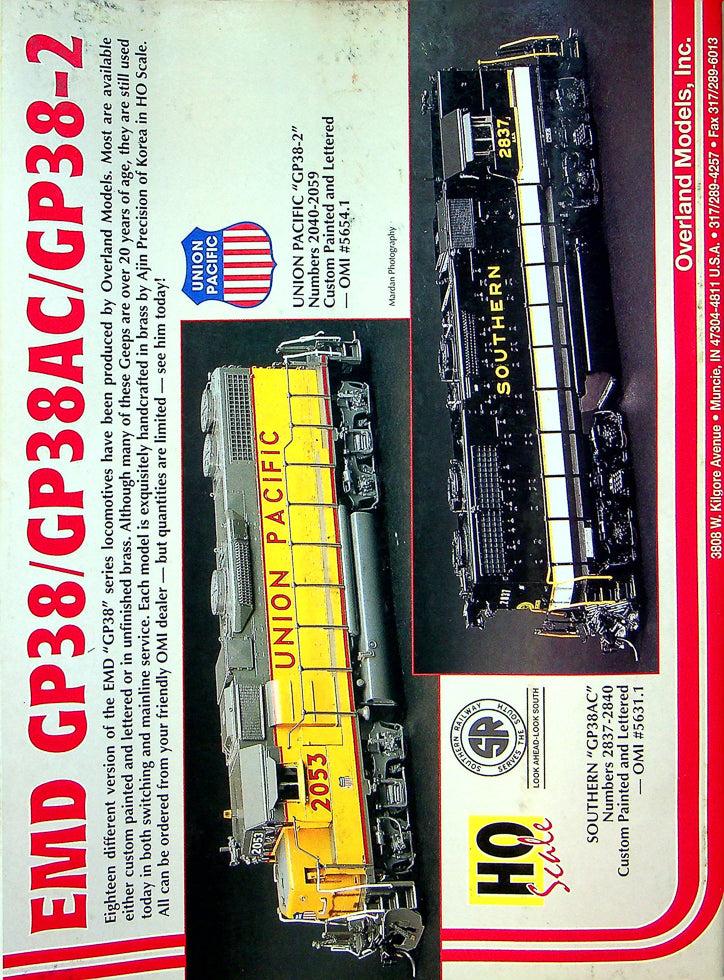 EMD GP38/GP38AC/GP38-2
Eighteen different version of the EMD "GP38" series locomotives have been produced by Overland Models. Most are available
either custom painted and lettered or in unfinished brass. Although many of these Geeps are over 20 years of age, they are still used
today in both switching and mainline service. Each model is exquisitely handcrafted in brass by Ajin Precision of Korea in HO Scale.
All can be ordered from your friendly OMI dealer — but quantities are limited — see him today!
UNION
PACIFIC
UNION PACIFIC "GP38-2"
Numbers 2040-2059
Custom Painted and Lettered
— OMI #5654.1
Mardan Photography
2053
2053
UNION PACIFIC
SOUTHERN
2837
HO
Scale
SOUTHERN RAILWAY
SR
SERVES THE SOUTH
LOOK AHEAD-LOOK SOUTH
SOUTHERN "GP38AC"
Numbers 2837-2840
Custom Painted and Lettered
— OMI #5631.1
Overland Models, Inc.
3808 W. Kilgore Avenue • Muncie, IN 47304-4811 U.S.A. • 317/289-4257 • Fax 317/289-6013